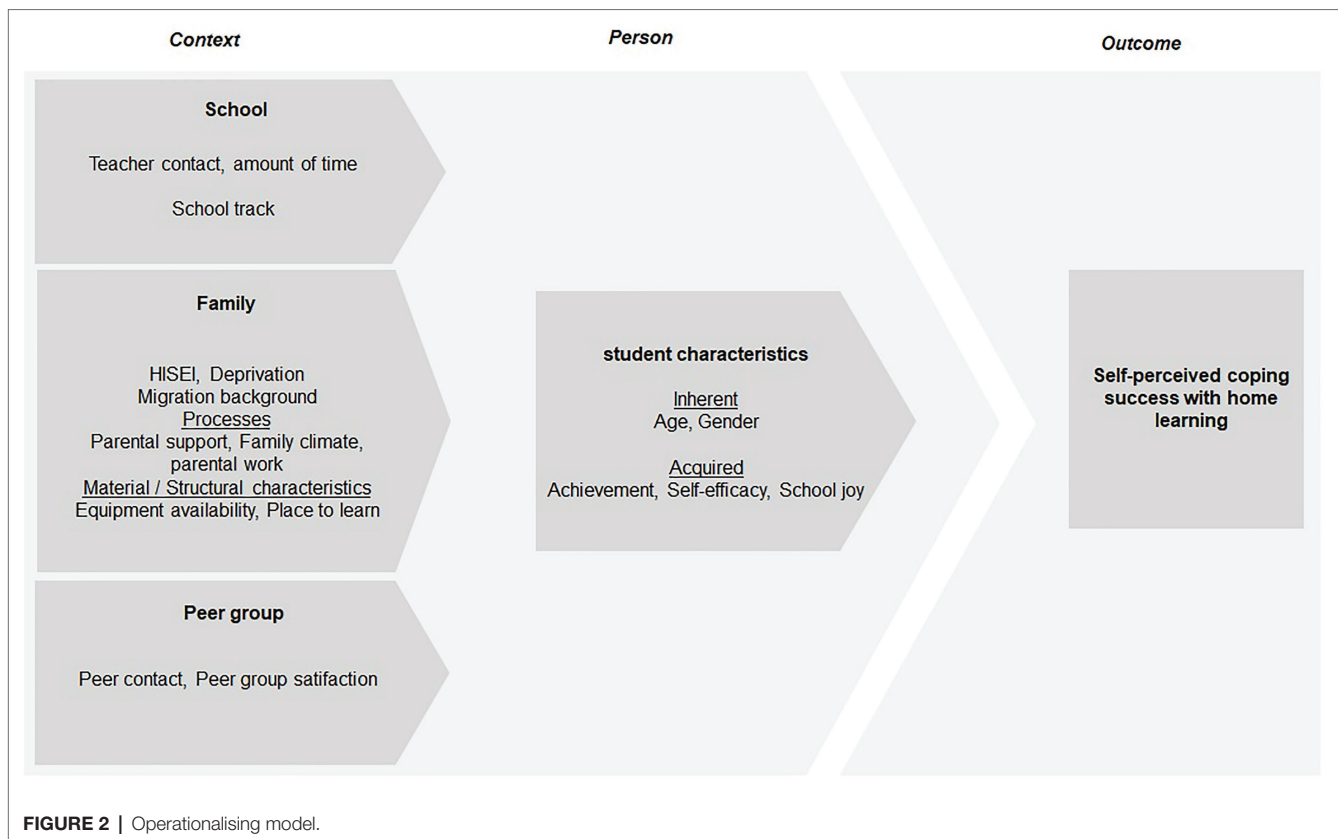 Context
Person
Outcome
School
Teacher contact, amount of time
School track
Family
HISEI, Deprivation
Migration background
Processes
Parental support, Family climate,
parental work
Material / Structural characteristics
Equipment availability, Place to learn
Peer group
Peer contact, Peer group satifaction
student characteristics
Inherent
Age, Gender
Acquired
Achievement, Self-efficacy, School joy
Self-perceived coping
success with home
learning
FIGURE 2 | Operationalising model.